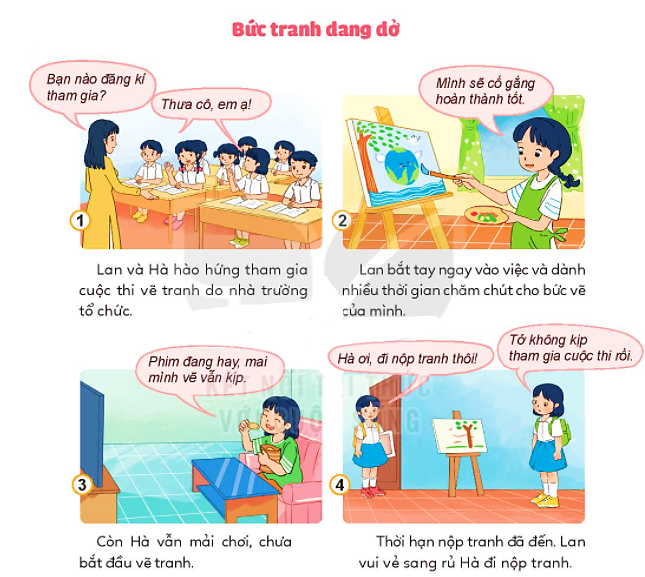 Bức tranh dang dở
Bạn nào đăng kí
tham gia?
Thưa cô, em ạ!
1
Lan và Hà hào hứng tham gia
cuộc thi vẽ tranh do nhà trường
tổ chức.
Mình sẽ cố gắng
hoàn thành tốt.
2
Lan bắt tay ngay vào việc và dành
nhiều thời gian chăm chút cho bức vẽ
của mình.
Phim đang hay, mai
mình vẽ vẫn kịp.
3
Còn Hà vẫn mải chơi, chưa
bắt đầu vẽ tranh.
Hà ơi, đi nộp tranh thôi!
Tớ không kịp
tham gia cuộc thi rồi.
4
Thời hạn nộp tranh đã đến. Lan
vui vẻ sang rủ Hà đi nộp tranh.